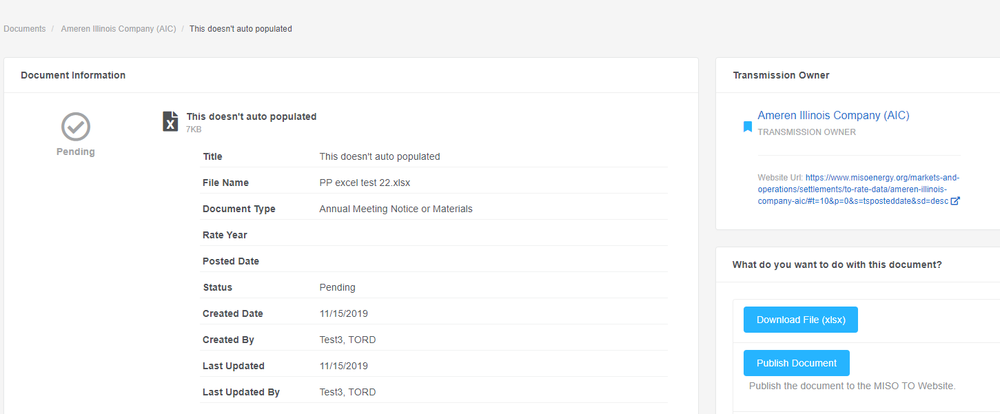 Documents / Ameren Illinois Company (AIC) / This doesn't auto populated
Document Information
Pending
This doesn't auto populated
7KB
Title This doesn't auto populated
File Name PP excel test 22.xlsx
Document Type Annual Meeting Notice or Materials
Rate Year
Posted Date
Status Pending
Created Date 11/15/2019
Created By Test3, TORD
Last Updated 11/15/2019
Last Updated By Test3, TORD
Transmission Owner
Ameren Illinois Company (AIC)
TRANSMISSION OWNER
Website Url: https://www.misoenergy.org/markets-and-
operations/settlements/to-rate-data/ameren-illinois-
company-aic/#t=10&p=0&s=tsposteddate&sd=desc
What do you want to do with this document?
Download File (xlsx)
Publish Document
Publish the document to the MISO TO Website.